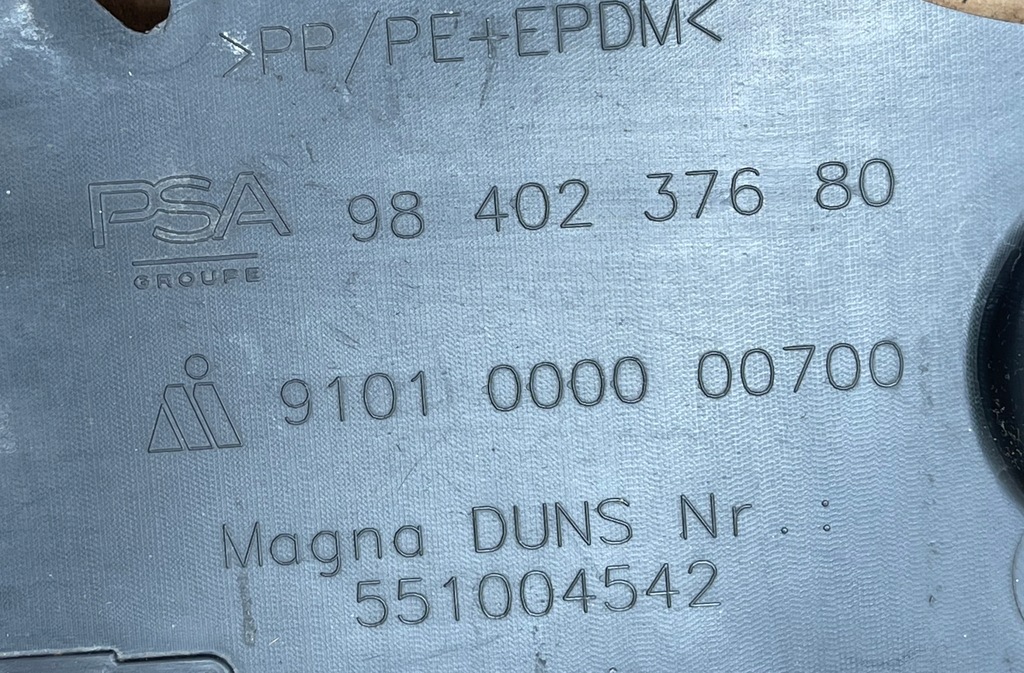 >PP/PE+EPDM<
PSA 98 402 376 80
GROUPE
9101 0000 00700
Magna DUNS Nr.:
551004542